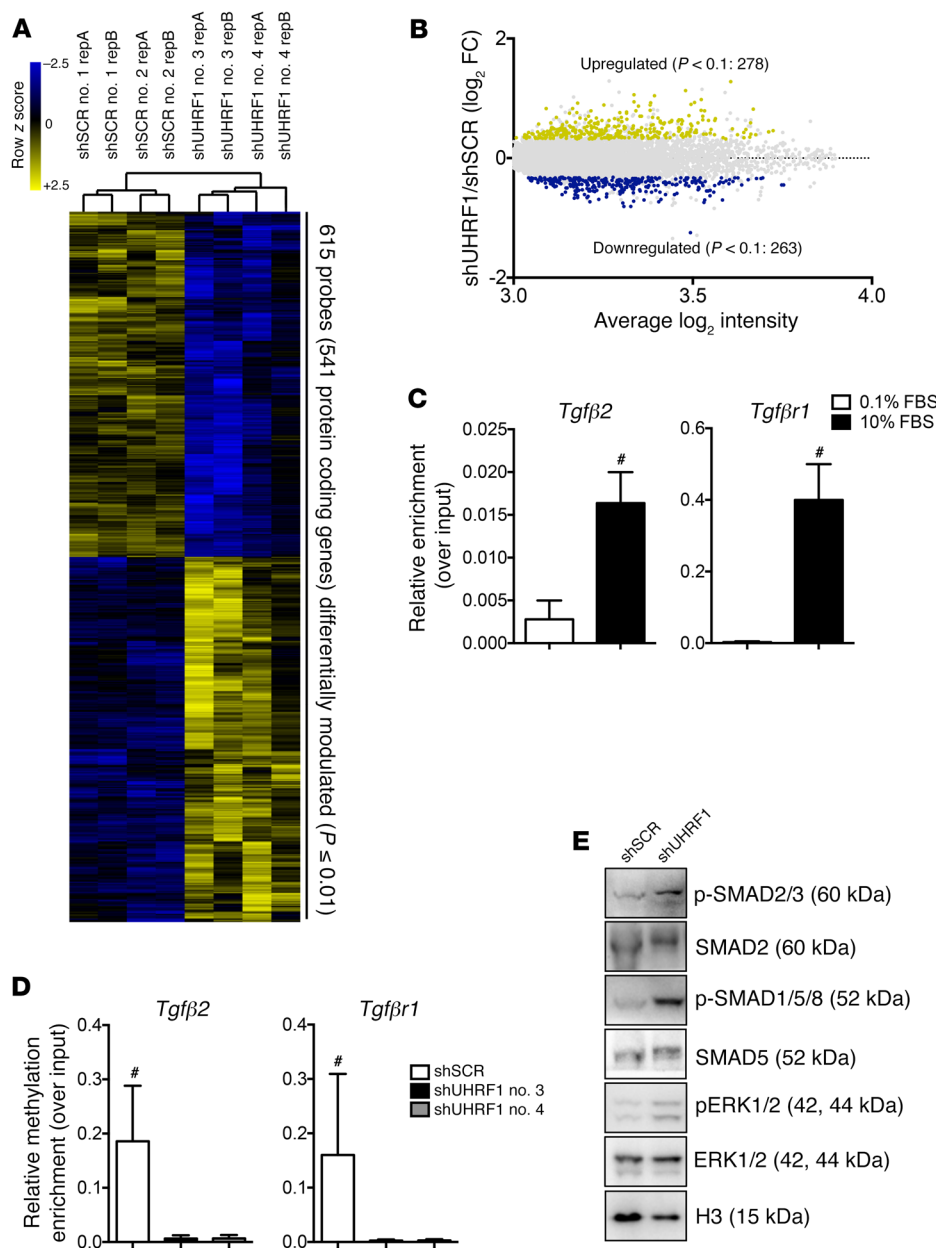 A
Row z score
−2.5
0
+2.5
shSCR no. 1 repA
shSCR no. 1 repB
shSCR no. 2 repA
shSCR no. 2 repB
shUHRF1 no. 3 repA
shUHRF1 no. 3 repB
shUHRF1 no. 4 repA
shUHRF1 no. 4 repB
615 probes (541 protein coding genes) differentially modulated (P ≤ 0.01)
B
shUHRF1/shSCR (log2 FC)
2
0
-2
Upregulated (P < 0.1: 278)
Downregulated (P < 0.1: 263)
3.0 3.5 4.0
Average log2 intensity
C
Relative enrichment
(over input)
Tgfβ2
0.025
0.020
0.015
0.010
0.005
0.000
#
Tgfβr1
0.6
0.4
0.2
0.0
#
0.1% FBS
10% FBS
D
Relative methylation
enrichment (over input)
Tgfβ2
0.4
0.3
0.2
0.1
0.0
#
Tgfβr1
0.4
0.3
0.2
0.1
0.0
#
shSCR
shUHRF1 no. 3
shUHRF1 no. 4
E
shSCR
shUHRF1
p-SMAD2/3 (60 kDa)
SMAD2 (60 kDa)
p-SMAD1/5/8 (52 kDa)
SMAD5 (52 kDa)
pERK1/2 (42, 44 kDa)
ERK1/2 (42, 44 kDa)
H3 (15 kDa)